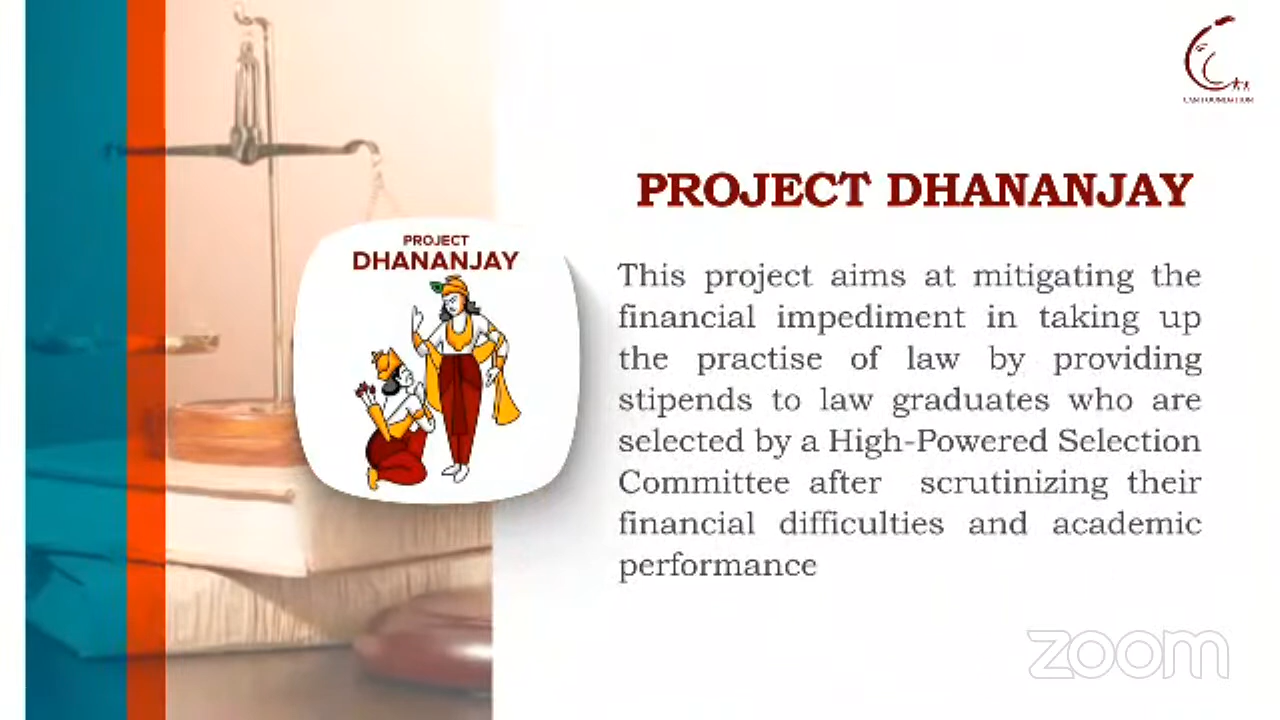 CAN FOUNDATION
PROJECT DHANANJAY
PROJECT
DHANANJAY
This project aims at mitigating the
financial impediment in taking up
the practise of law by providing
stipends to law graduates who are
selected by a High-Powered Selection
Committee after scrutinizing their
financial difficulties and academic
performance
zoom